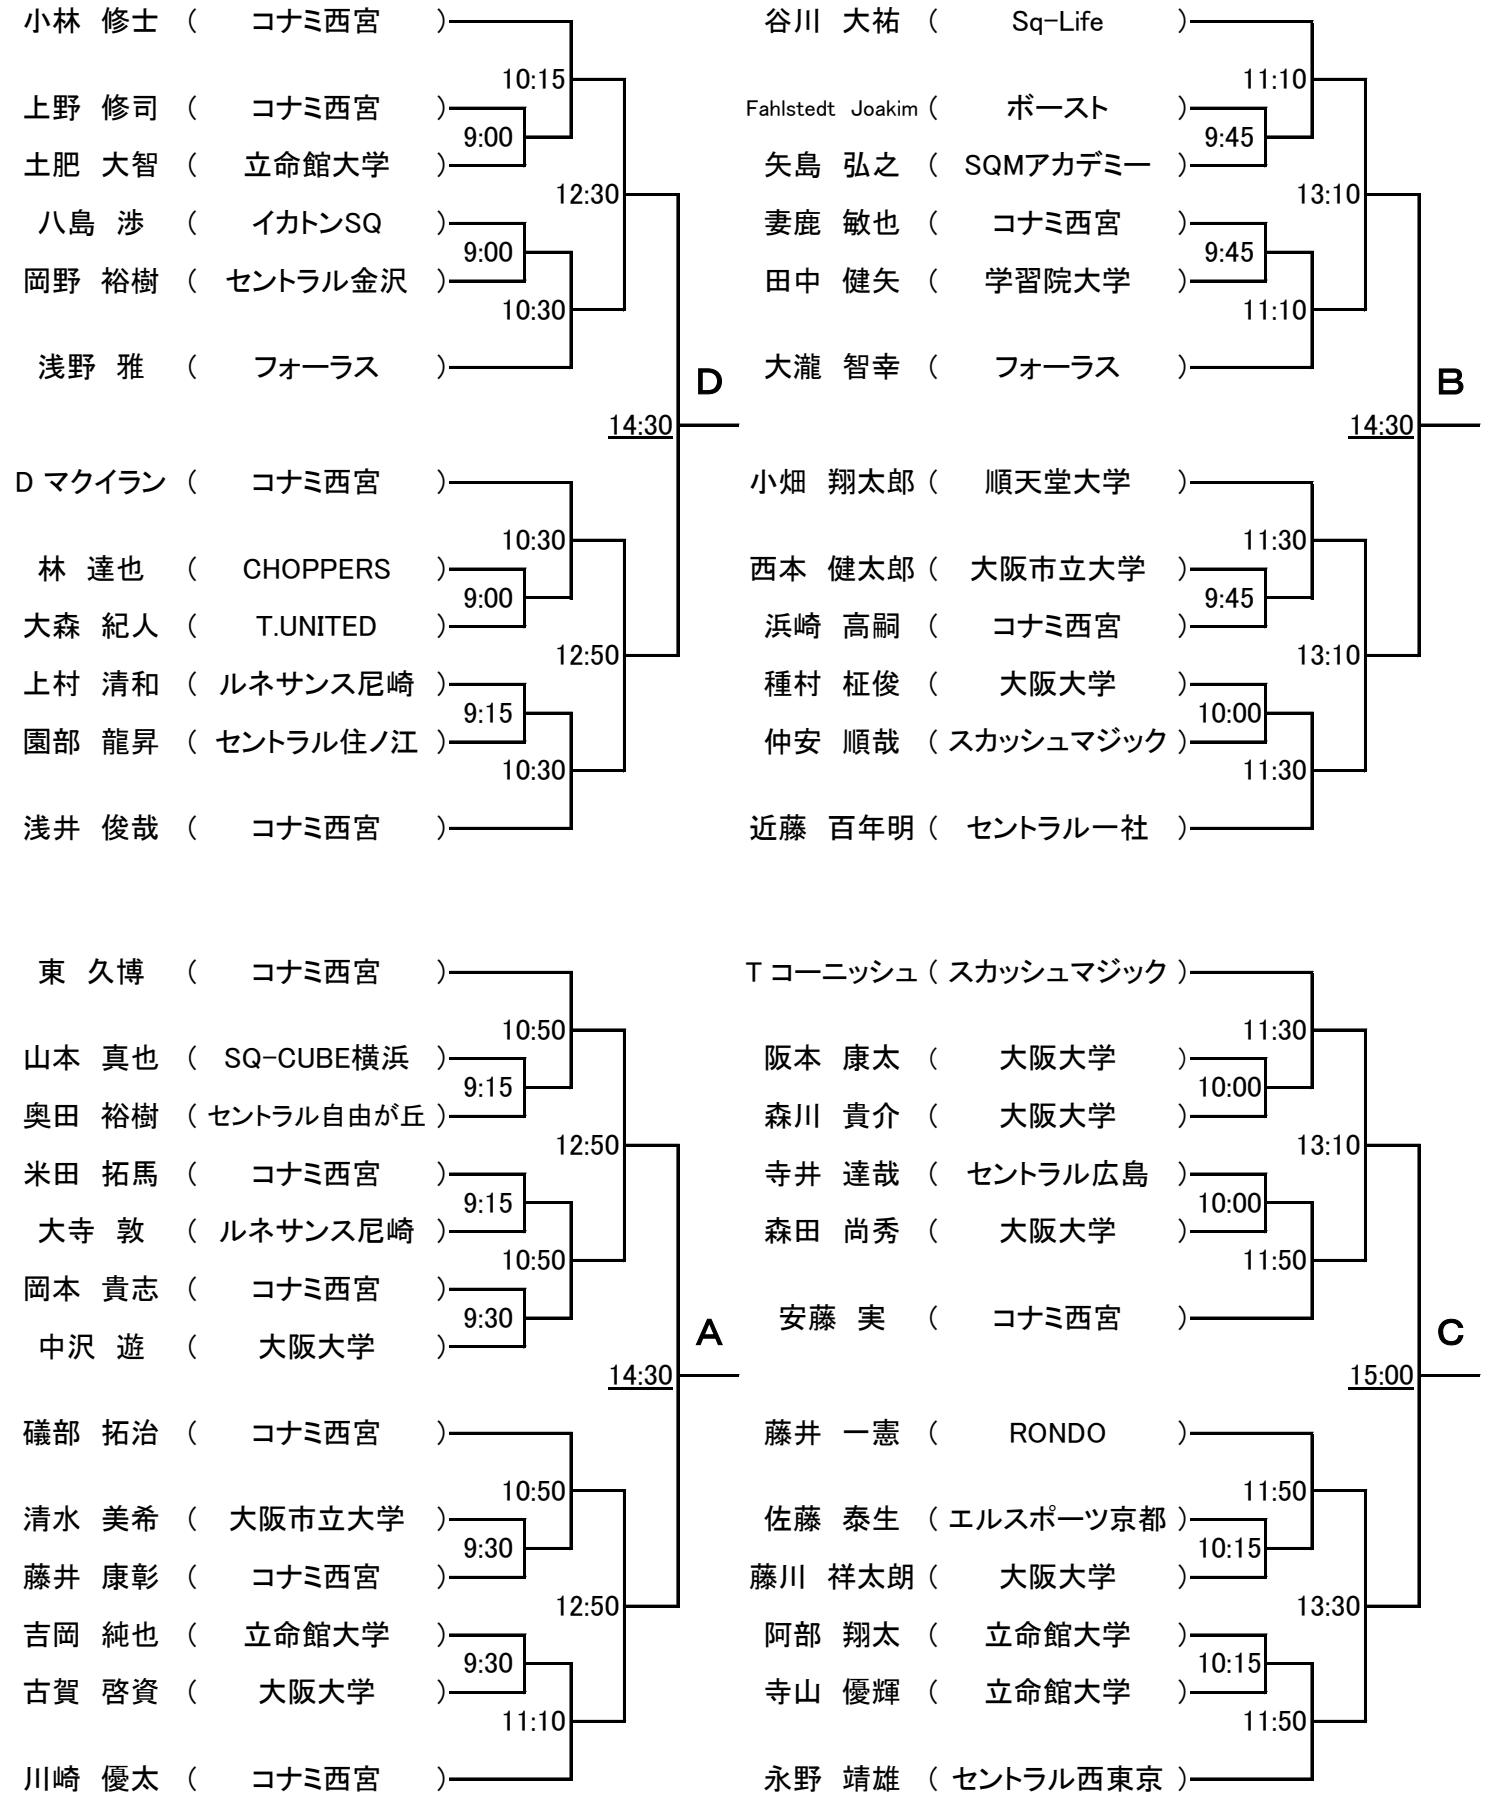 小林 修士 ( コナミ西宮 )
10:15
上野 修司 ( コナミ西宮 )
9:00
土肥 大智 ( 立命館大学 )
12:30
八島 渉 ( イカトンSQ )
9:00
岡野 裕樹 ( セントラル金沢 )
10:30
浅野 雅 ( フォーラス )
D
14:30
D マクイラン ( コナミ西宮 )
10:30
林 達也 ( CHOPPERS )
9:00
大森 紀人 ( T.UNITED )
12:50
上村 清和 ( ルネサンス尼崎 )
9:15
園部 龍昇 ( セントラル住ノ江 )
10:30
浅井 俊哉 ( コナミ西宮 )
谷川 大祐 ( Sq-Life )
11:10
Fahlstedt Joakim ( ボースト )
9:45
矢島 弘之 ( SQMアカデミー )
13:10
妻鹿 敏也 ( コナミ西宮 )
9:45
田中 健矢 ( 学習院大学 )
11:10
大瀧 智幸 ( フォーラス )
B
14:30
小畑 翔太郎 ( 順天堂大学 )
11:30
西本 健太郎 ( 大阪市立大学 )
9:45
浜崎 高嗣 ( コナミ西宮 )
13:10
種村 柾俊 ( 大阪大学 )
10:00
仲安 順哉 ( スカッシュマジック )
11:30
近藤 百年明 ( セントラル一社 )
東 久博 ( コナミ西宮 )
10:50
山本 真也 ( SQ-CUBE横浜 )
9:15
奥田 裕樹 ( セントラル自由が丘 )
12:50
米田 拓馬 ( コナミ西宮 )
9:15
大寺 敦 ( ルネサンス尼崎 )
10:50
岡本 貴志 ( コナミ西宮 )
9:30
中沢 遊 ( 大阪大学 )
A
14:30
礒部 拓治 ( コナミ西宮 )
10:50
清水 美希 ( 大阪市立大学 )
9:30
藤井 康彰 ( コナミ西宮 )
12:50
吉岡 純也 ( 立命館大学 )
9:30
古賀 啓資 ( 大阪大学 )
11:10
川崎 優太 ( コナミ西宮 )
T コーニッシュ ( スカッシュマジック )
11:30
阪本 康太 ( 大阪大学 )
10:00
森川 貴介 ( 大阪大学 )
13:10
寺井 達哉 ( セントラル広島 )
10:00
森田 尚秀 ( 大阪大学 )
11:50
安藤 実 ( コナミ西宮 )
C
15:00
藤井 一憲 ( RONDO )
11:50
佐藤 泰生 ( エルスポーツ京都 )
10:15
藤川 祥太朗 ( 大阪大学 )
13:30
阿部 翔太 ( 立命館大学 )
10:15
寺山 優輝 ( 立命館大学 )
11:50
永野 靖雄 ( セントラル西東京 )